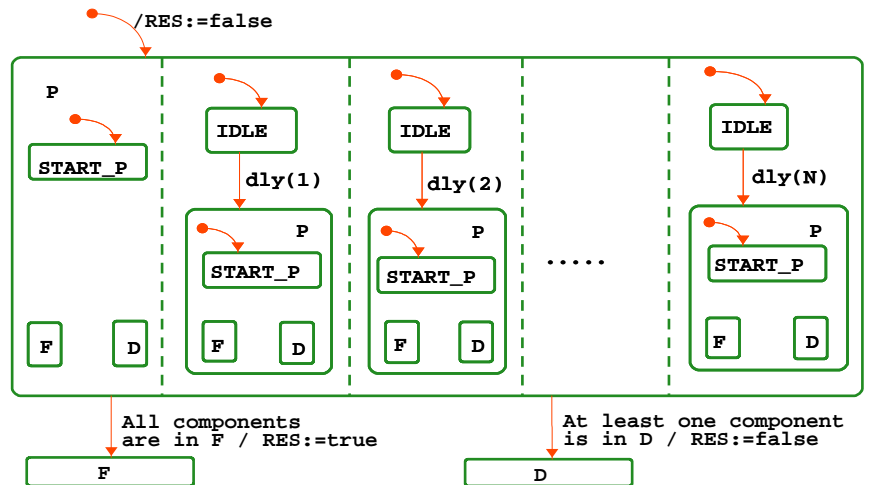 /RES:=false
P
IDLE
IDLE
IDLE
START_P
dly(1)
dly(2)
dly(N)
P
P
P
START_P
START_P
START_P
.....
F
D
F
D
F
D
F
D
All components
are in F / RES:=true
At least one component
is in D / RES:=false
F
D